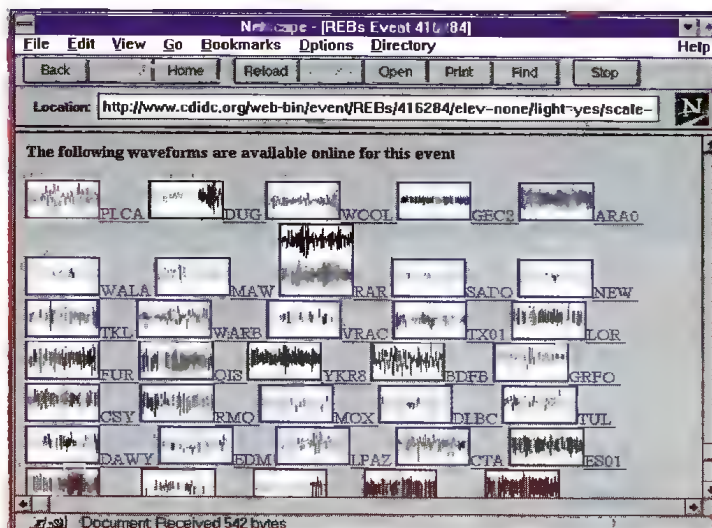 Netscape - [REBs Event 416284]
File Edit View Go Bookmarks Options Directory Help
Back Home Reload Open Print Find Stop
Location: http://www.cdidc.org/web-bin/event/REBs/416284/elev-none/light-yes/scale-
N
The following waveforms are available online for this event
PLCA DUG WOOL GEC2 ARA0
WALA MAW RAR SADO NEW
TKL WARB VRAC TX01 LOR
FUR OIS YKR8 BDFB GRFO
CSY RMQ MOX DLBC TUL
DAWY EDM LPAZ CTA ES01
Document Received 542 bytes